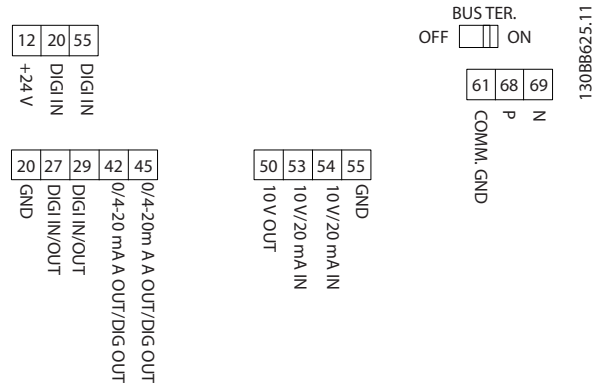 BUS TER.
OFF ON
130BB625.11
12 20 55
+24 V
DIGI IN
DIGI IN
61 68 69
COMM. GND
P
N
20 27 29 42 45
GND
DIGI IN/OUT
DIGI IN/OUT
0/4-20 mA A OUT/DIG OUT
0/4-20m A A OUT/DIG OUT
50 53 54 55
10 V OUT
10 V/20 mA IN
10 V/20 mA IN
GND